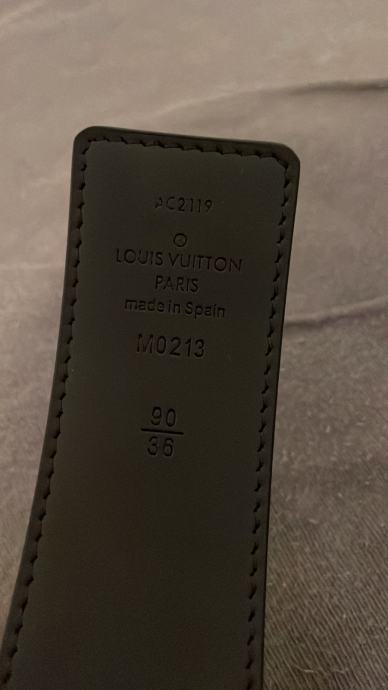 AC2119
LOUIS VUITTON
PARIS
made in Spain
M0213
90
36